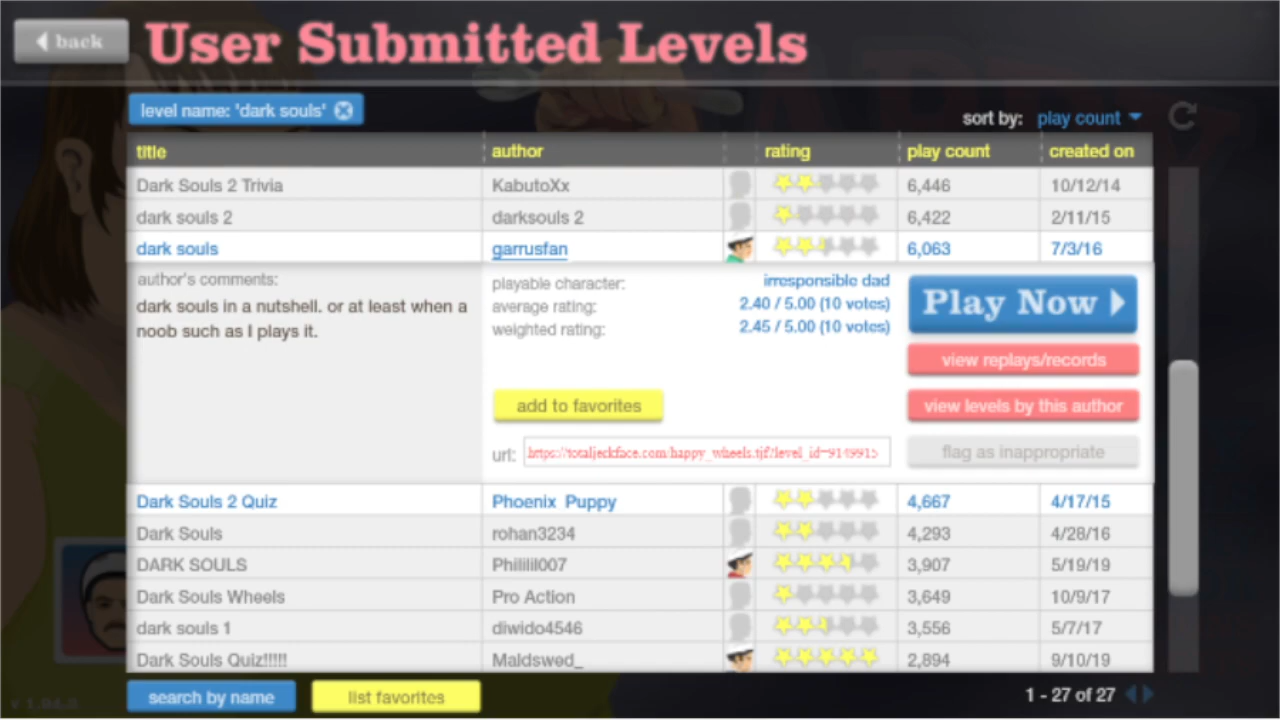 back
User Submitted Levels
level name: 'dark souls'
sort by: play count
title author rating play count created on
Dark Souls 2 Trivia KabutoXx 6,446 10/12/14
dark souls 2 darksouls 2 6,422 2/11/15
dark souls garrusfan 6,063 7/3/16
author's comments:
dark souls in a nutshell. or at least when a
noob such as I plays it.
playable character: irresponsible dad
average rating: 2.40 / 5.00 (10 votes)
weighted rating: 2.45 / 5.00 (10 votes)
Play Now
view replays/records
add to favorites
view levels by this author
url: https://totaljerkface.com/happy_wheels.tjf?level_id=9149915
flag as inappropriate
Dark Souls 2 Quiz Phoenix Puppy 4,667 4/17/15
Dark Souls rohan3234 4,293 4/28/16
DARK SOULS 3,907 5/19/19
Dark Souls Wheels Pro Action 3,649 10/9/17
dark souls 1 diwido4546 3,556 5/7/17
Dark Souls Quiz!!!!! Maldswed_ 2,894 9/10/19
search by name
list favorites
1 - 27 of 27